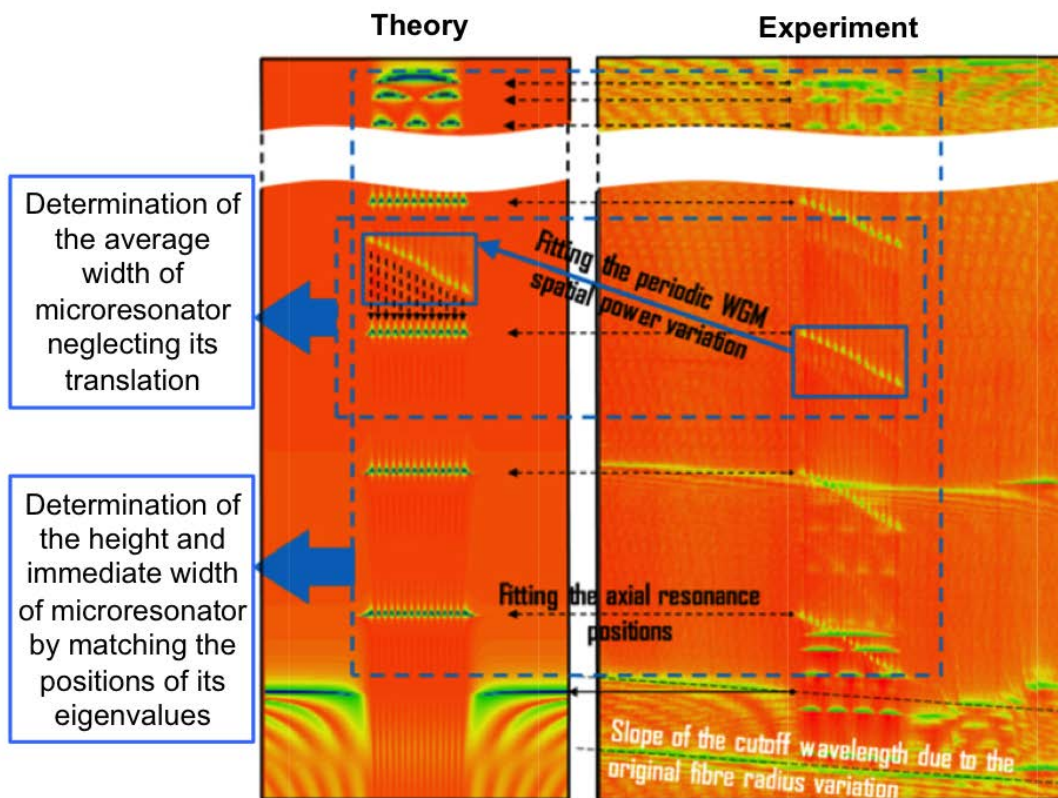 Theory
Experiment
Determination of
the average
width of
microresonator
neglecting its
translation
Fitting the periodic WGM
spatial power variation
Determination of
the height and
immediate width
of microresonator
by matching the
positions of its
eigenvalues
Fitting the axial resonance
positions
Slope of the cutoff wavelength due to the
original fibre radius variation